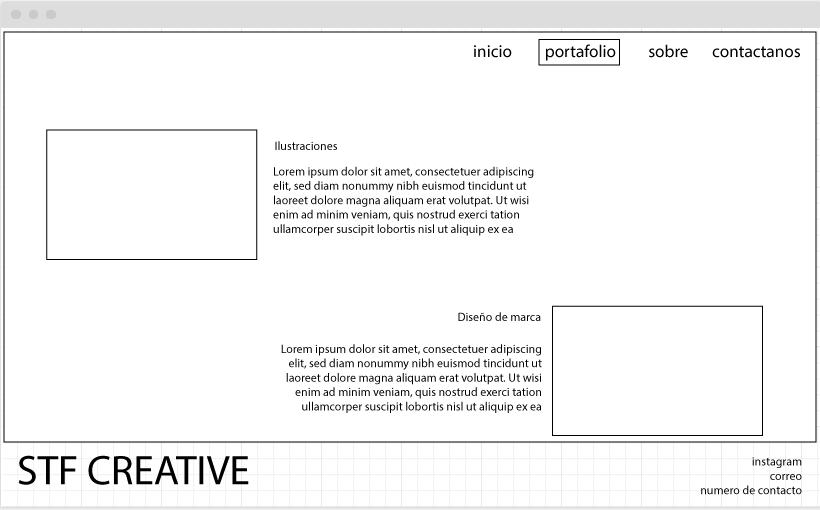 inicio portafolio sobre contactanos
Ilustraciones
Lorem ipsum dolor sit amet, consectetuer adipiscing
elit, sed diam nonummy nibh euismod tincidunt ut
laoreet dolore magna aliquam erat volutpat. Ut wisi
enim ad minim veniam, quis nostrud exerci tation
ullamcorper suscipit lobortis nisl ut aliquip ex ea
Diseño de marca
Lorem ipsum dolor sit amet, consectetuer adipiscing
elit, sed diam nonummy nibh euismod tincidunt ut
laoreet dolore magna aliquam erat volutpat. Ut wisi
enim ad minim veniam, quis nostrud exerci tation
ullamcorper suscipit lobortis nisl ut aliquip ex ea
STF CREATIVE
instagram
correo
numero de contacto